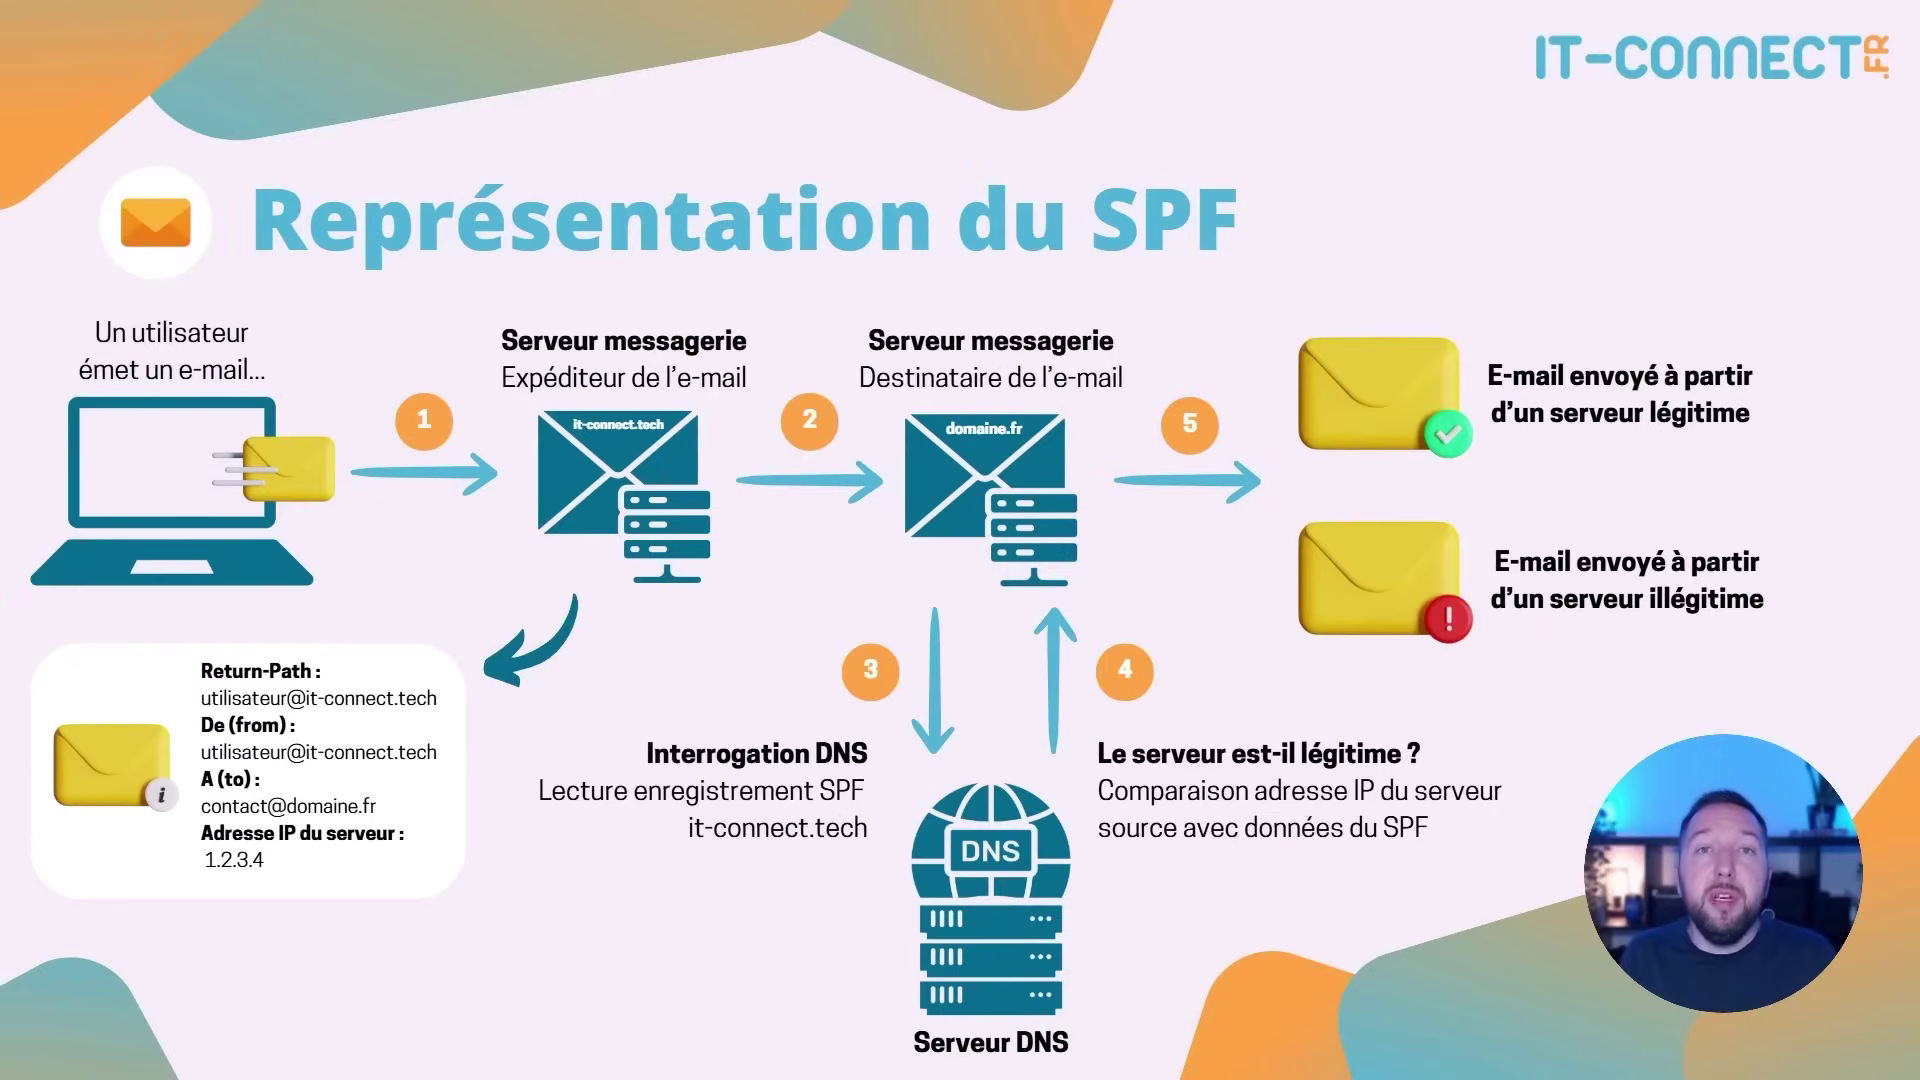 IT-CONNECT.FR
Représentation du SPF
Un utilisateur
émet un e-mail...
1
Serveur messagerie
Expéditeur de l'e-mail
it-connect.tech
2
Serveur messagerie
Destinataire de l'e-mail
domaine.fr
5
E-mail envoyé à partir
d'un serveur légitime
E-mail envoyé à partir
d'un serveur illégitime
Return-Path :
utilisateur@it-connect.tech
De (from) :
utilisateur@it-connect.tech
A (to) :
contact@domaine.fr
Adresse IP du serveur :
1.2.3.4
i
3
Interrogation DNS
Lecture enregistrement SPF
it-connect.tech
4
Le serveur est-il légitime ?
Comparaison adresse IP du serveur
source avec données du SPF
DNS
Serveur DNS